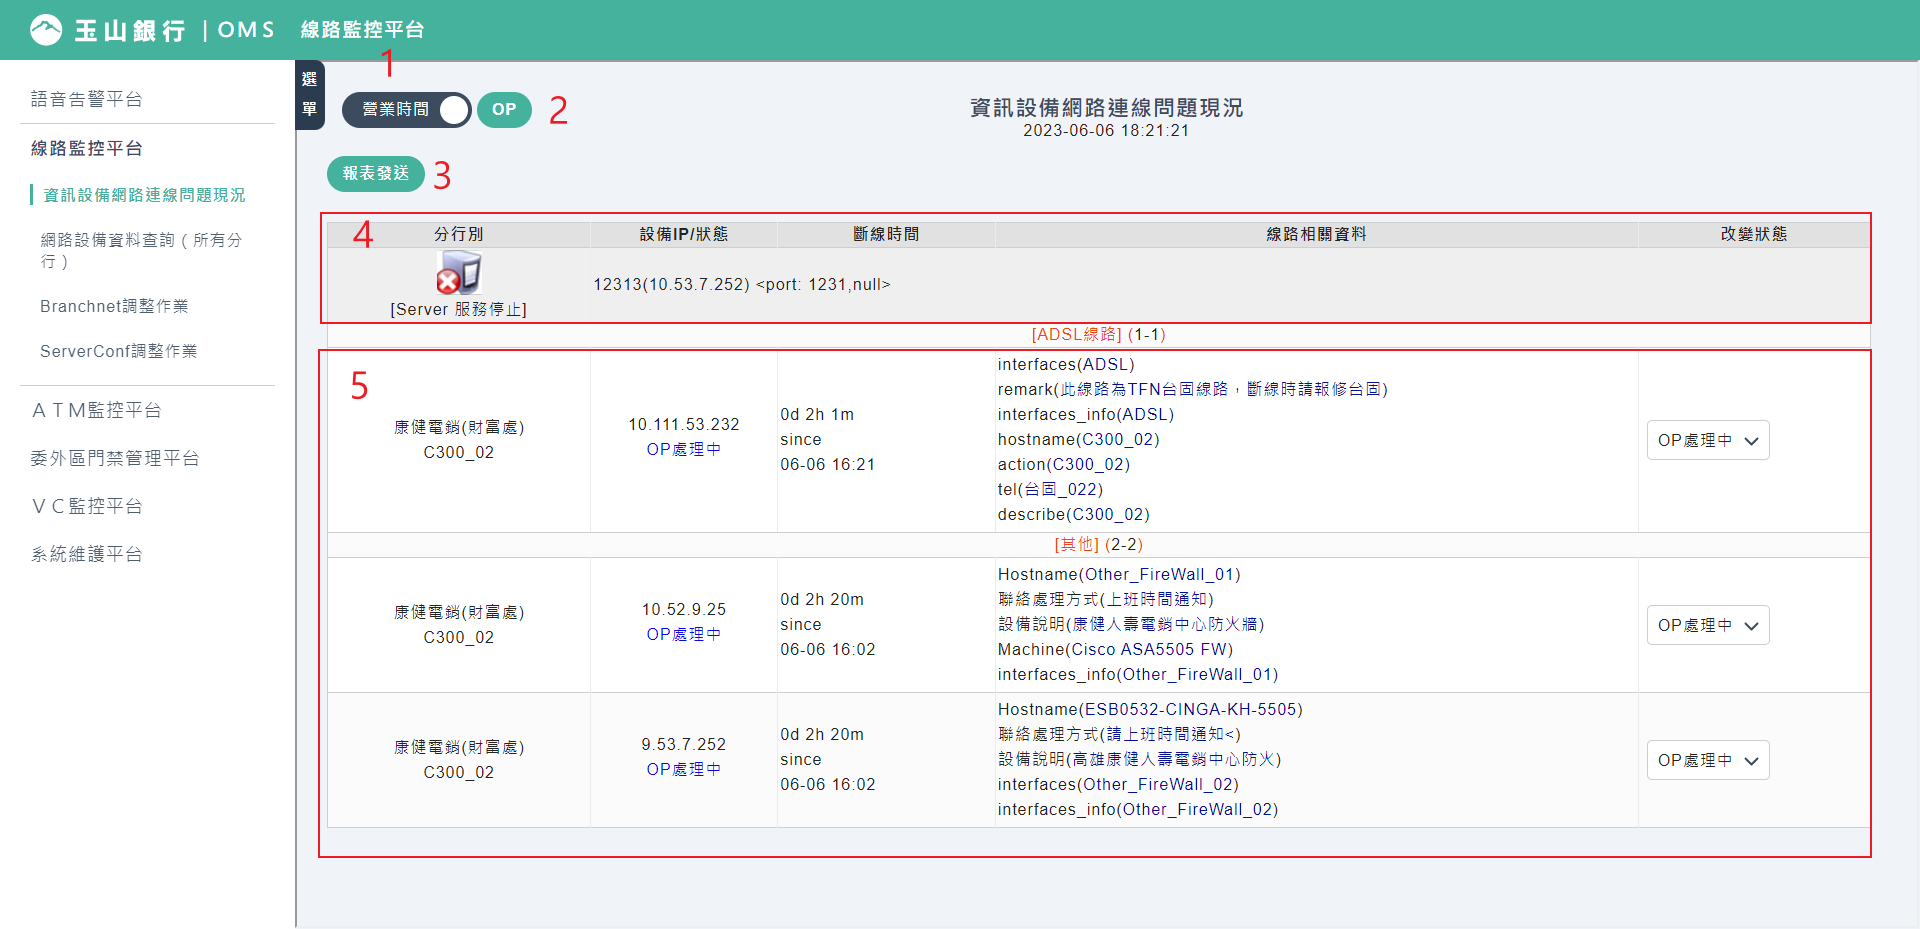 玉山銀行 | OMS 線路監控平台
語音告警平台
線路監控平台
資訊設備網路連線問題現況
網路設備資料查詢 ( 所有分
行 )
Branchnet調整作業
ServerConf調整作業
ATM監控平台
委外區門禁管理平台
VC監控平台
系統維護平台
選
單
1
營業時間
OP
2
資訊設備網路連線問題現況
2023-06-06 18:21:21
報表發送
3
4
分行別 設備IP/狀態 斷線時間 線路相關資料 改變狀態
[Server 服務停止]
12313(10.53.7.252) <port: 1231,null>
[ADSL線路] (1-1)
5
康健電銷(財富處)
C300_02
10.111.53.232
OP處理中
0d 2h 1m
since
06-06 16:21
interfaces(ADSL)
remark(此線路為TFN台固線路，斷線時請報修台固)
interfaces_info(ADSL)
hostname(C300_02)
action(C300_02)
tel(台固_022)
describe(C300_02)
OP處理中
[其他] (2-2)
康健電銷(財富處)
C300_02
10.52.9.25
OP處理中
0d 2h 20m
since
06-06 16:02
Hostname(Other_FireWall_01)
聯絡處理方式(上班時間通知)
設備說明(康健人壽電銷中心防火牆)
Machine(Cisco ASA5505 FW)
interfaces_info(Other_FireWall_01)
OP處理中
康健電銷(財富處)
C300_02
9.53.7.252
OP處理中
0d 2h 20m
since
06-06 16:02
Hostname(ESB0532-CINGA-KH-5505)
聯絡處理方式(請上班時間通知<)
設備說明(高雄康健人壽電銷中心防火)
interfaces(Other_FireWall_02)
interfaces_info(Other_FireWall_02)
OP處理中